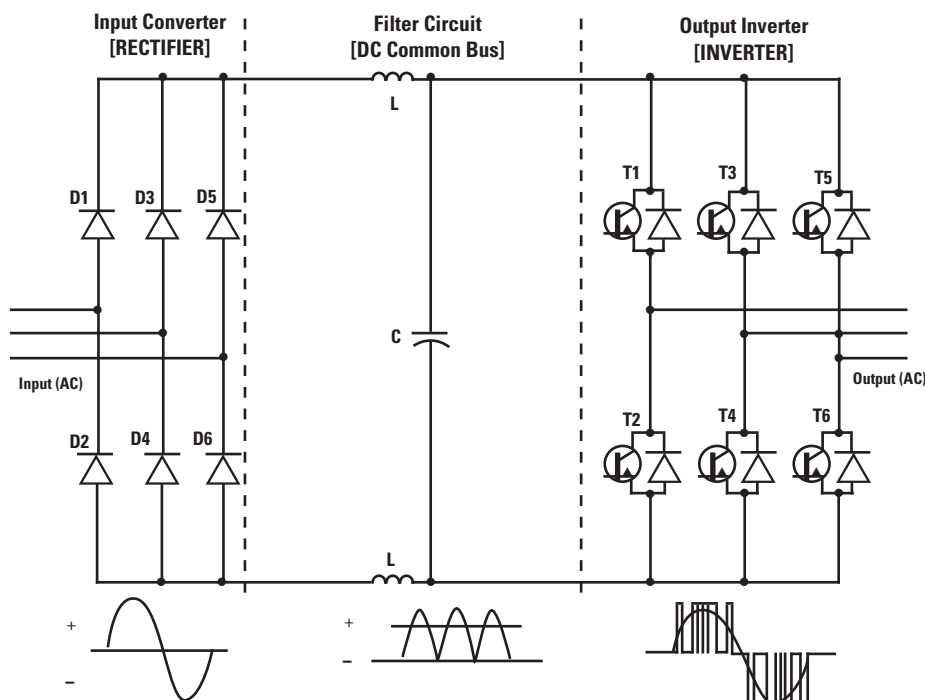 Input Converter
[RECTIFIER]
Filter Circuit
[DC Common Bus]
Output Inverter
[INVERTER]
L
D1
D3
D5
T1
T3
T5
C
Input (AC)
Output (AC)
D2
D4
D6
T2
T4
T6
L
+
–
+
–